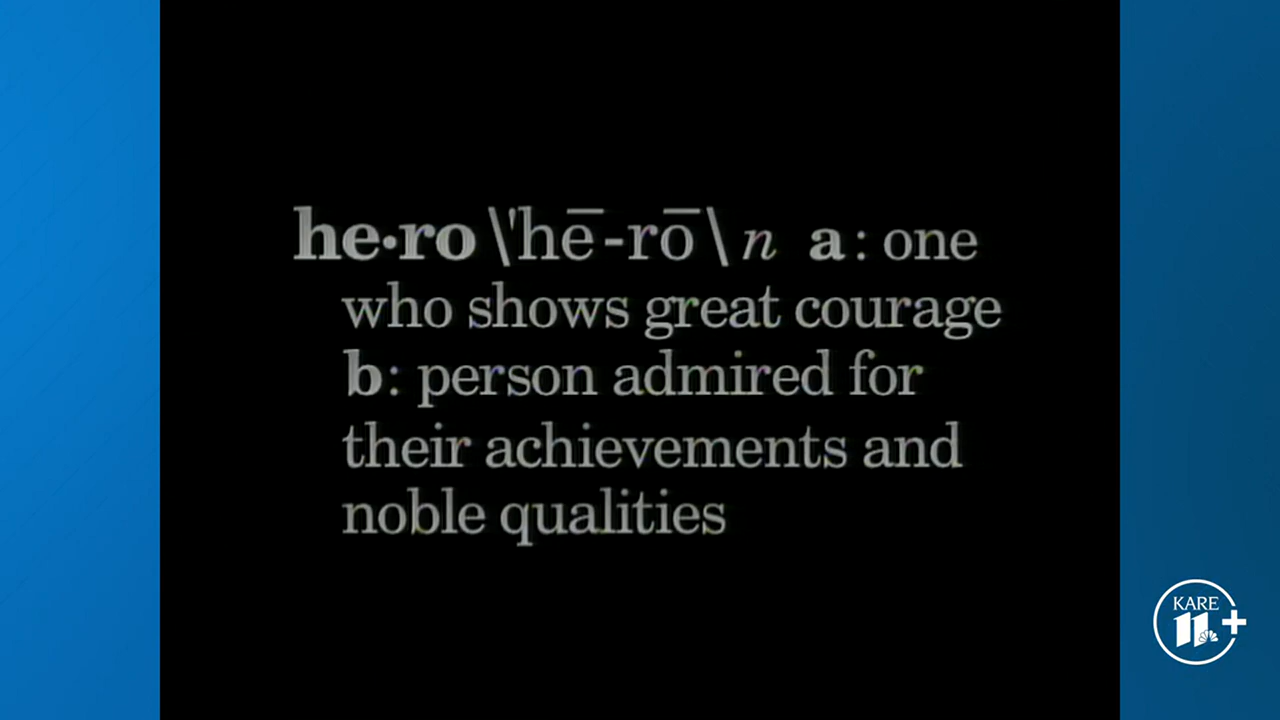 he•ro \'hē-rō\ n a: one
who shows great courage
b: person admired for
their achievements and
noble qualities
KARE
11+